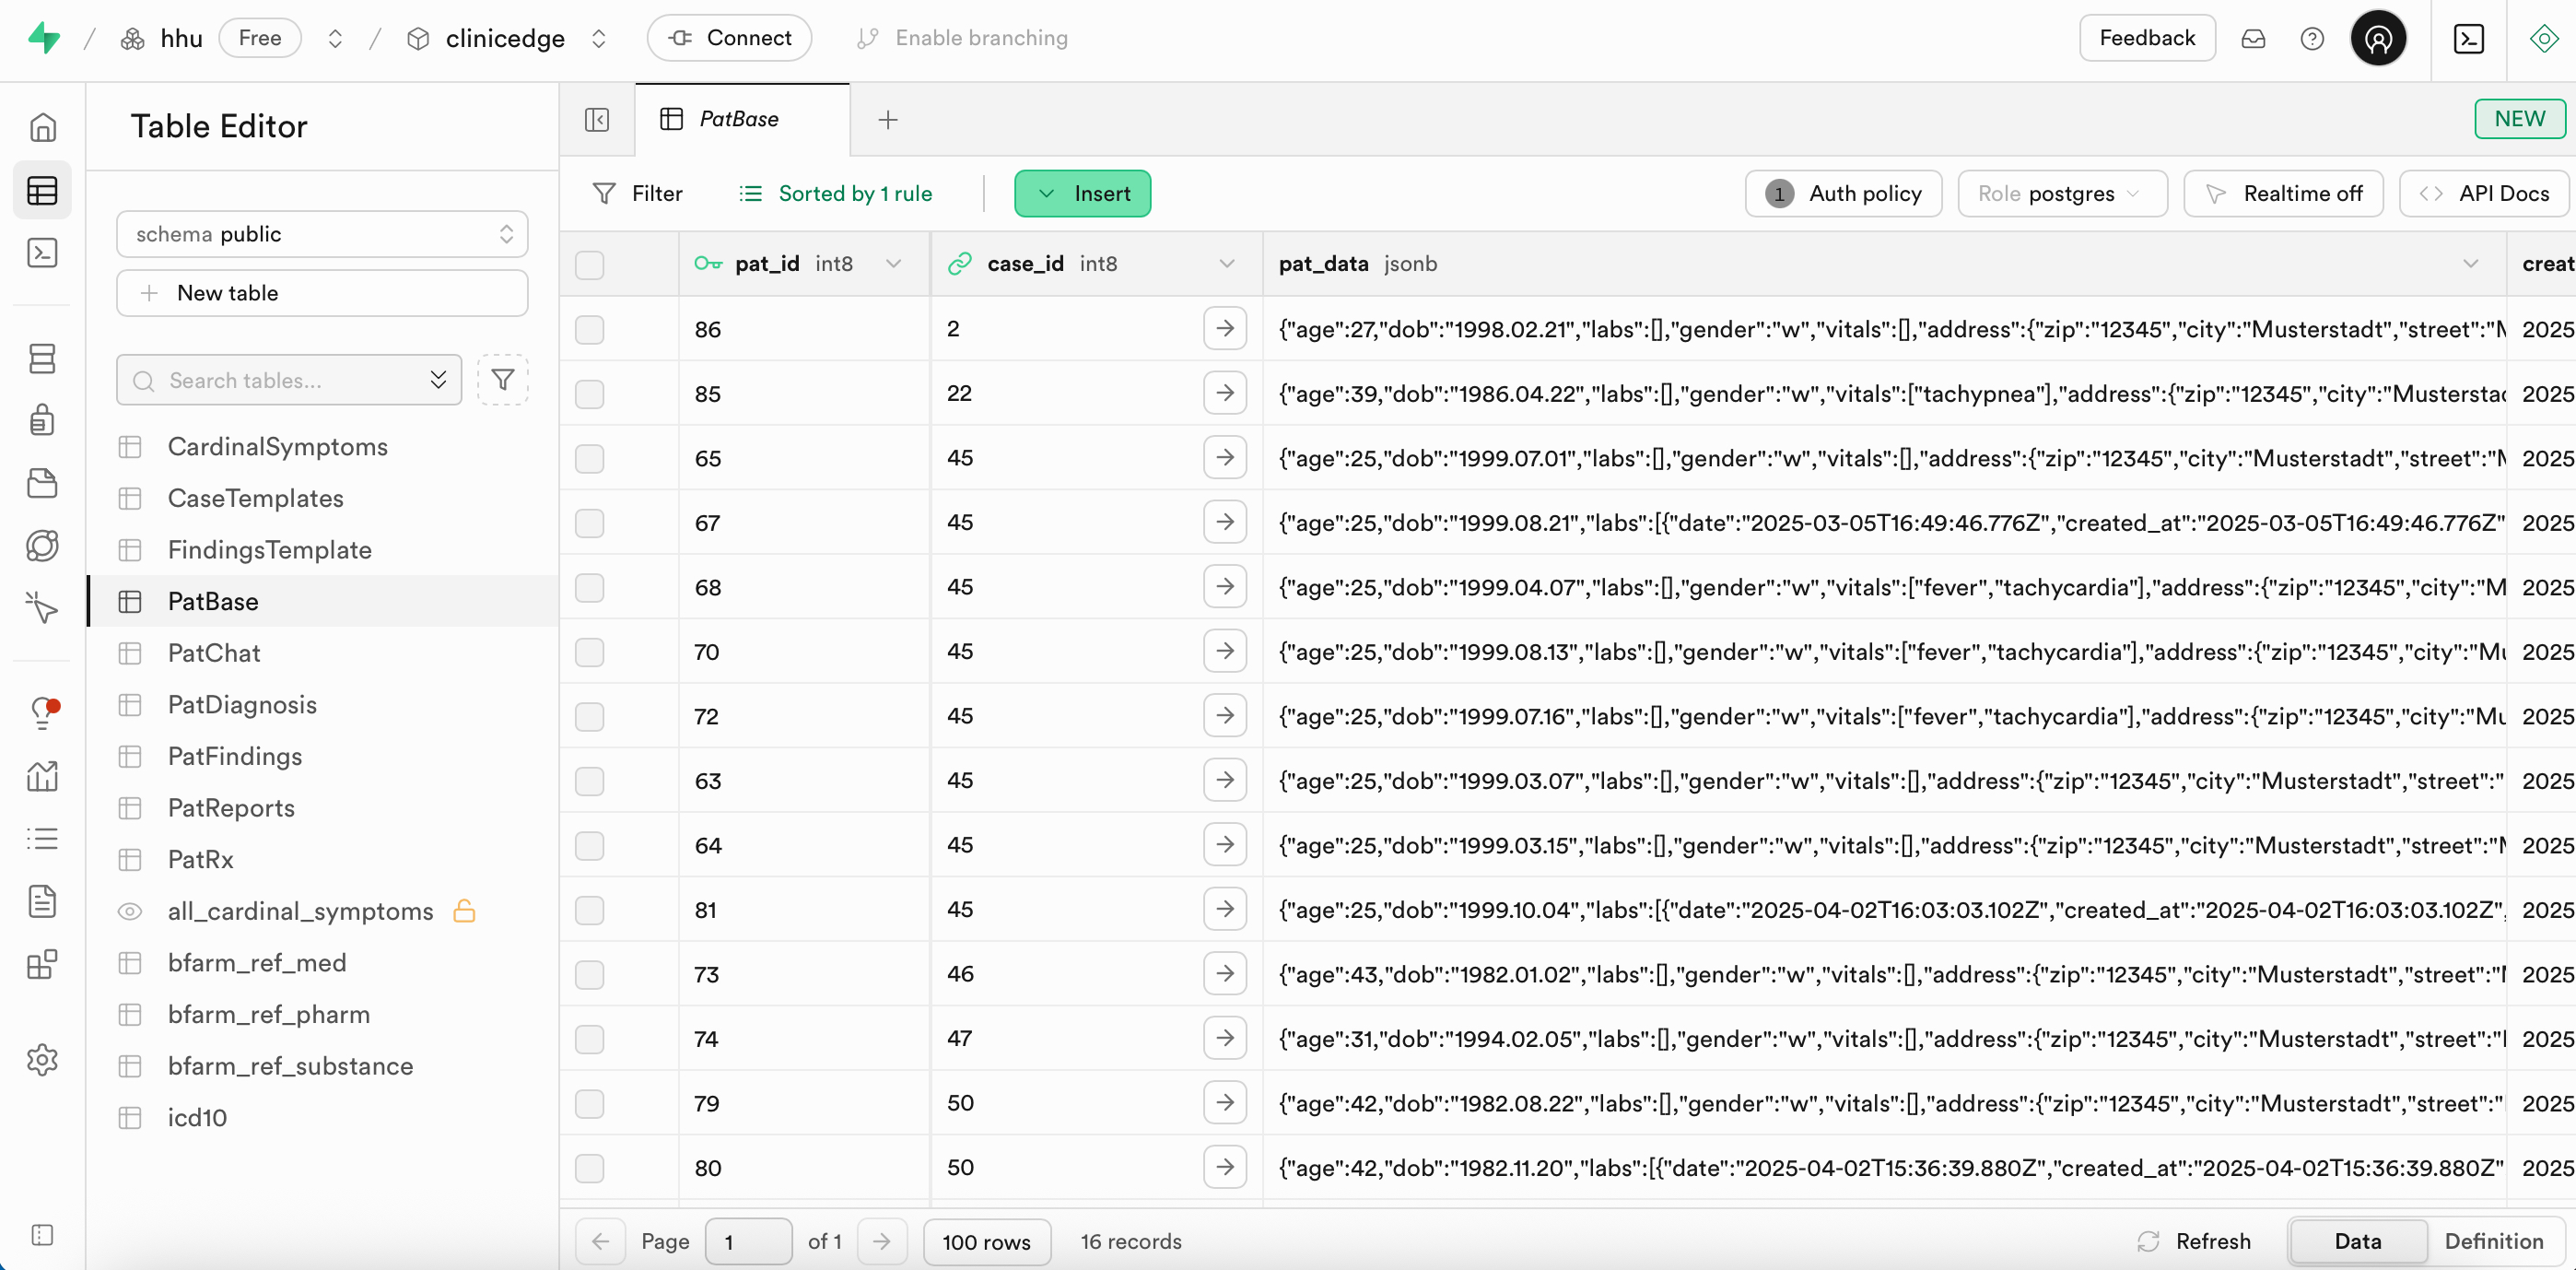 / hhu Free / clinicedge Connect Enable branching Feedback
Table Editor
PatBase
NEW
Filter Sorted by 1 rule Insert 1 Auth policy Role postgres Realtime off API Docs
schema public
New table
Search tables...
CardinalSymptoms
CaseTemplates
FindingsTemplate
PatBase
PatChat
PatDiagnosis
PatFindings
PatReports
PatRx
all_cardinal_symptoms
bfarm_ref_med
bfarm_ref_pharm
bfarm_ref_substance
icd10
pat_id int8 case_id int8 pat_data jsonb creat
86 2 {"age":27,"dob":"1998.02.21","labs":[],"gender":"w","vitals":[],"address":{"zip":"12345","city":"Musterstadt","street":"M 2025
85 22 {"age":39,"dob":"1986.04.22","labs":[],"gender":"w","vitals":["tachypnea"],"address":{"zip":"12345","city":"Mustersta 2025
65 45 {"age":25,"dob":"1999.07.01","labs":[],"gender":"w","vitals":[],"address":{"zip":"12345","city":"Musterstadt","street":" 2025
67 45 {"age":25,"dob":"1999.08.21","labs":[{"date":"2025-03-05T16:49:46.776Z","created_at":"2025-03-05T16:49:46.776Z" 2025
68 45 {"age":25,"dob":"1999.04.07","labs":[],"gender":"w","vitals":["fever","tachycardia"],"address":{"zip":"12345","city":"M 2025
70 45 {"age":25,"dob":"1999.08.13","labs":[],"gender":"w","vitals":["fever","tachycardia"],"address":{"zip":"12345","city":"Mu 2025
72 45 {"age":25,"dob":"1999.07.16","labs":[],"gender":"w","vitals":["fever","tachycardia"],"address":{"zip":"12345","city":"Mu 2025
63 45 {"age":25,"dob":"1999.03.07","labs":[],"gender":"w","vitals":[],"address":{"zip":"12345","city":"Musterstadt","street":" 2025
64 45 {"age":25,"dob":"1999.03.15","labs":[],"gender":"w","vitals":[],"address":{"zip":"12345","city":"Musterstadt","street":" 2025
81 45 {"age":25,"dob":"1999.10.04","labs":[{"date":"2025-04-02T16:03:03.102Z","created_at":"2025-04-02T16:03:03.102Z", 2025
73 46 {"age":43,"dob":"1982.01.02","labs":[],"gender":"w","vitals":[],"address":{"zip":"12345","city":"Musterstadt","street":" 2025
74 47 {"age":31,"dob":"1994.02.05","labs":[],"gender":"w","vitals":[],"address":{"zip":"12345","city":"Musterstadt","street":" 2025
79 50 {"age":42,"dob":"1982.08.22","labs":[],"gender":"w","vitals":[],"address":{"zip":"12345","city":"Musterstadt","street":" 2025
80 50 {"age":42,"dob":"1982.11.20","labs":[{"date":"2025-04-02T15:36:39.880Z","created_at":"2025-04-02T15:36:39.880Z" 2025
Page 1 of 1 100 rows 16 records Refresh Data Definition